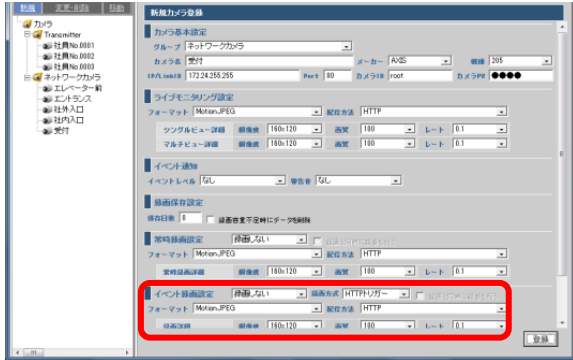 新規 変更・削除 移動
カメラ
Transmitter
社員No.0001
社員No.0002
社員No.0003
ネットワークカメラ
エレベーター前
エントランス
社外入口
社内入口
受付
新規カメラ登録
カメラ基本設定
グループ ネットワークカメラ
カメラ名 受付 メーカー AXIS 機種 205
IP/LinkID 172.24.255.255 Port 80 カメラID root カメラPW ●●●●
ライブモニタリング設定
フォーマット MotionJPEG 配信方法 HTTP
シングルビュー詳細 解像度 160x120 画質 100 レート 0.1
マルチビュー詳細 解像度 160x120 画質 100 レート 0.1
イベント通知
イベントレベル なし 警告音 なし
録画保存設定
保存日数 0 録画容量不足時にデータを削除
常時録画設定 録画しない
フォーマット MotionJPEG 配信方法 HTTP
常時録画詳細 解像度 160x120 画質 100 レート 0.1
イベント録画設定 録画しない 録画方式 HTTPトリガー
フォーマット MotionJPEG 配信方法 HTTP
録画詳細 解像度 160x120 画質 100 レート 0.1
登録